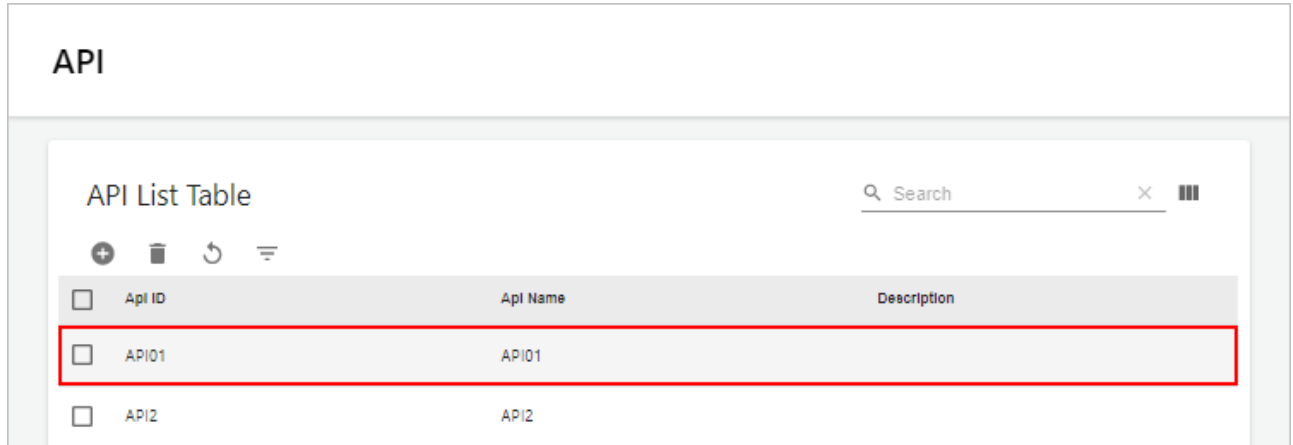 API
API List Table
Search
Api ID Api Name Description
API01 API01
API2 API2